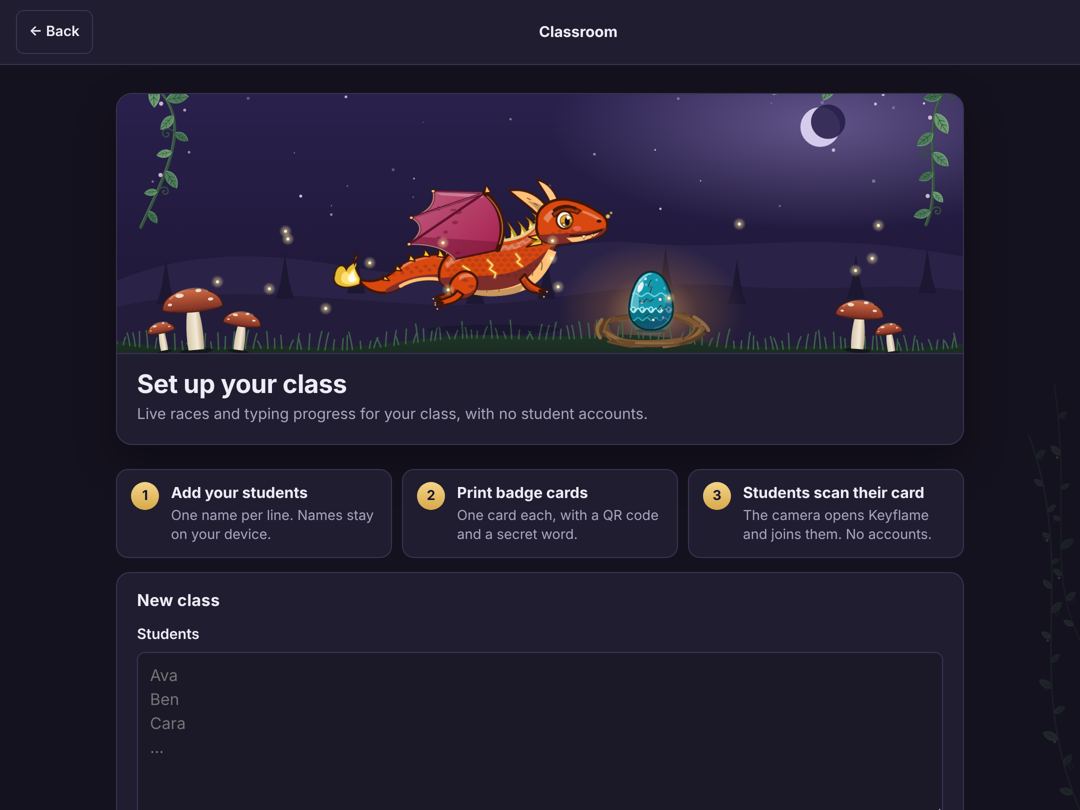 ← Back
Classroom
Set up your class
Live races and typing progress for your class, with no student accounts.
1
Add your students
One name per line. Names stay
on your device.
2
Print badge cards
One card each, with a QR code
and a secret word.
3
Students scan their card
The camera opens Keyflame
and joins them. No accounts.
New class
Students
Ava
Ben
Cara
...